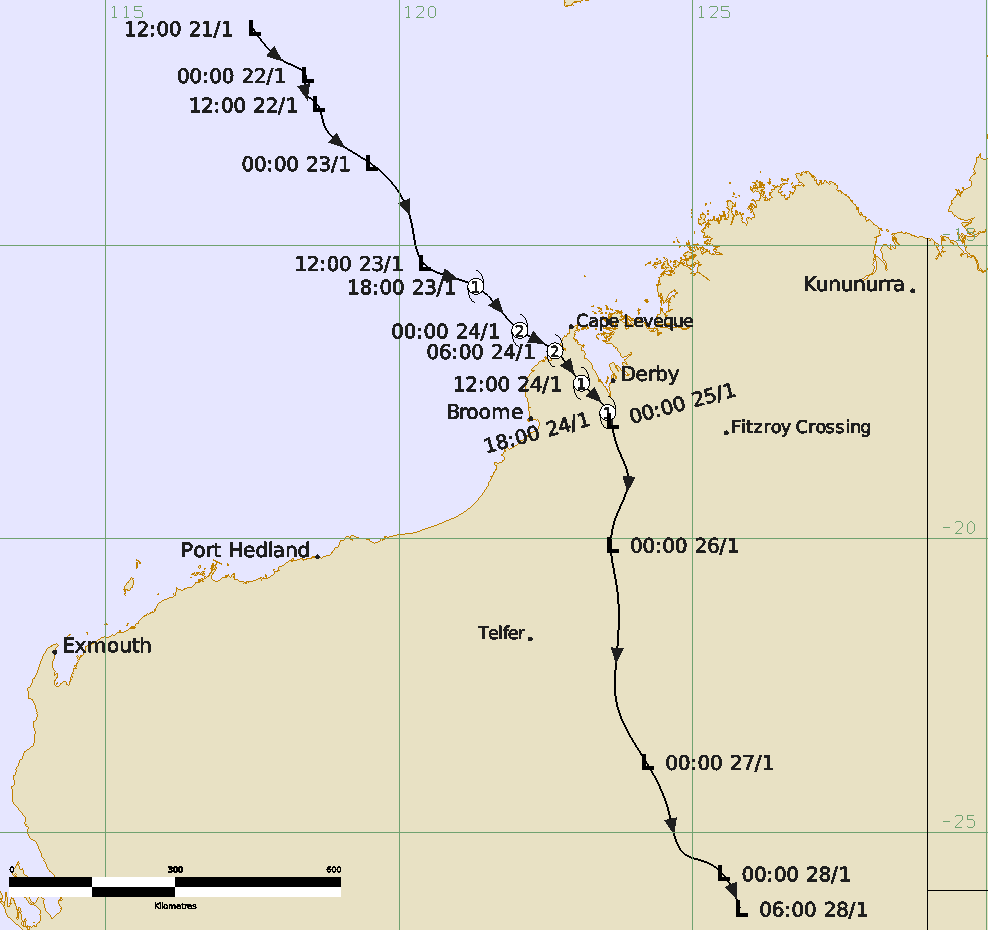 115
120
125
12:00 21/1
00:00 22/1
12:00 22/1
00:00 23/1
-15
12:00 23/1
18:00 23/1
1
Kununurra
00:00 24/1
2
Cape Leveque
06:00 24/1
2
12:00 24/1
1
Derby
Broome
18:00 24/1
1
00:00 25/1
Fitzroy Crossing
-20
Port Hedland
00:00 26/1
Telfer
Exmouth
00:00 27/1
-25
0 300 600
Kilometres
00:00 28/1
06:00 28/1